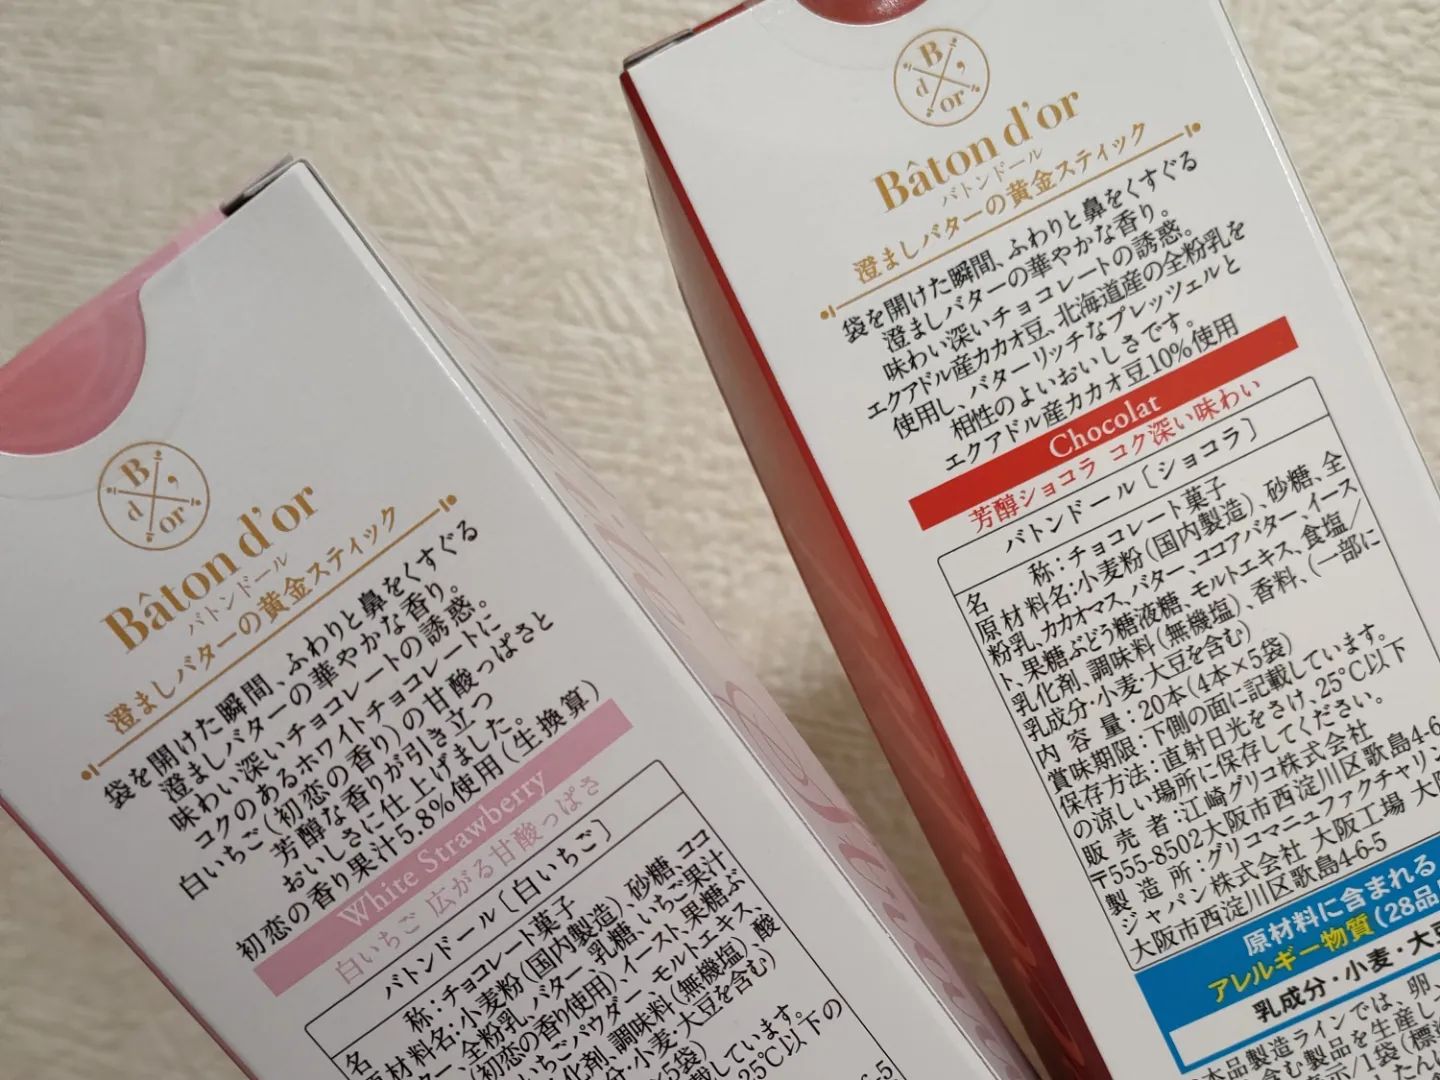 B
d
or
Bâton d'or
バトンドール
澄ましバターの黄金スティック
袋を開けた瞬間、ふわりと鼻をくすぐる
澄ましバターの華やかな香り。
味わい深いチョコレートの誘惑。
コクのあるホワイトチョコレートに
白いちご(初恋の香り)の甘酸っぱさと
芳醇な香りが引き立つ
おいしさに仕上げました。
初恋の香り果汁5.8%使用(生換算)
White Strawberry
白いちご 広がる甘酸っぱさ
バトンドール〔白いちご〕
名称:チョコレート菓子
原材料名:小麦粉(国内製造)、砂糖、ココ
ター、全粉乳、バター、乳糖、いちご果汁
(初恋の香り使用)、イースト、果糖ぶ
いちごパウダー、モルトエキス、
化剤、調味料(無機塩)、酸
分・小麦・大豆を含む)
5袋)
載しています。
25℃以下の
B
d
or
Bâton d'or
バトンドール
澄ましバターの黄金スティック
袋を開けた瞬間、ふわりと鼻をくすぐる
澄ましバターの華やかな香り。
味わい深いチョコレートの誘惑。
エクアドル産カカオ豆、北海道産の全粉乳を
使用し、バターリッチなプレッツェルと
相性のよいおいしさです。
エクアドル産カカオ豆10%使用
Chocolat
芳醇ショコラ コク深い味わい
バトンドール〔ショコラ〕
名称:チョコレート菓子
原材料名:小麦粉(国内製造)、砂糖、全
粉乳、カカオマス、バター、ココアバター、イース
ト、果糖ぶどう糖液糖、モルトエキス、食塩/
乳化剤、調味料(無機塩)、香料、(一部に
乳成分・小麦・大豆を含む)
内容量:20本(4本×5袋)
賞味期限:下側の面に記載しています。
保存方法:直射日光をさけ、25℃以下
の涼しい場所に保存してください。
販売者:江崎グリコ株式会社
〒555-8502大阪市西淀川区歌島4-6
製造所:グリコマニュファクチャリン
ジャパン株式会社 大阪工場 大
大阪市西淀川区歌島4-6-5
原材料に含まれる
アレルギー物質(28品
乳成分・小麦・大豆
本品製造ラインでは、卵、
含む製品を生産し